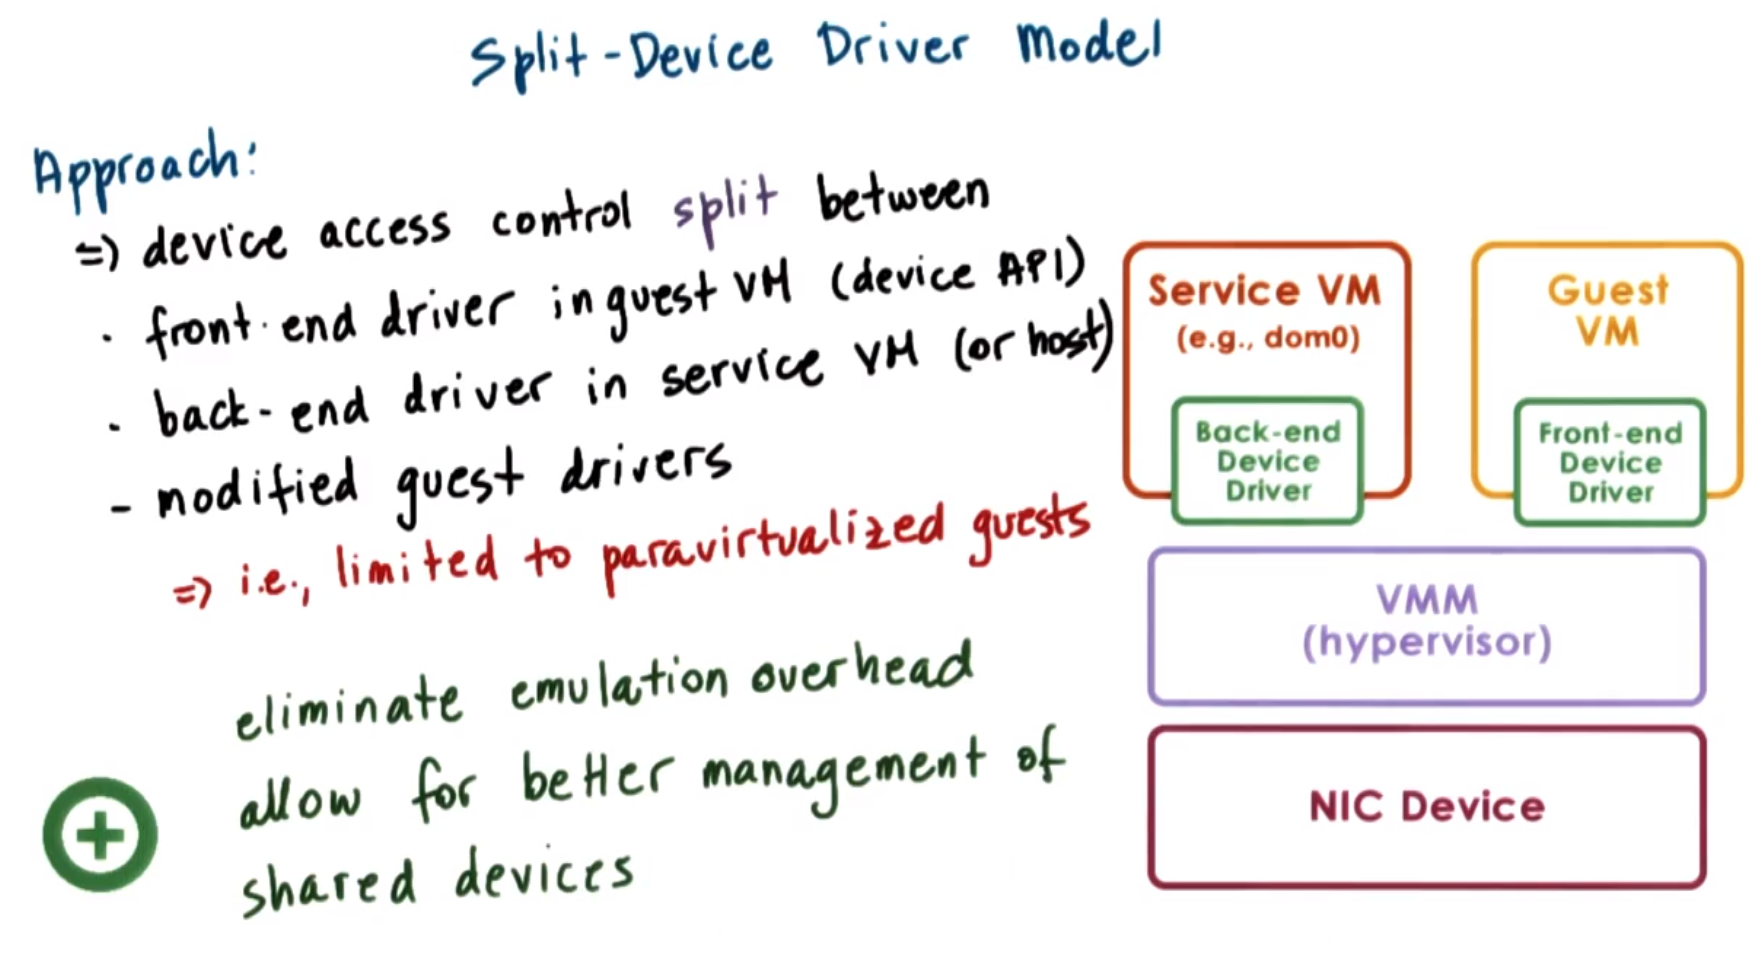 Split-Device Driver Model
Approach:
=> device access control split between
· front-end driver in guest VM (device API)
· back-end driver in service VM (or host)
- modified guest drivers
=> i.e., limited to paravirtualized guests
eliminate emulation overhead
allow for better management of
shared devices
Service VM
(e.g., dom0)
Back-end
Device
Driver
Guest
VM
Front-end
Device
Driver
VMM
(hypervisor)
NIC Device